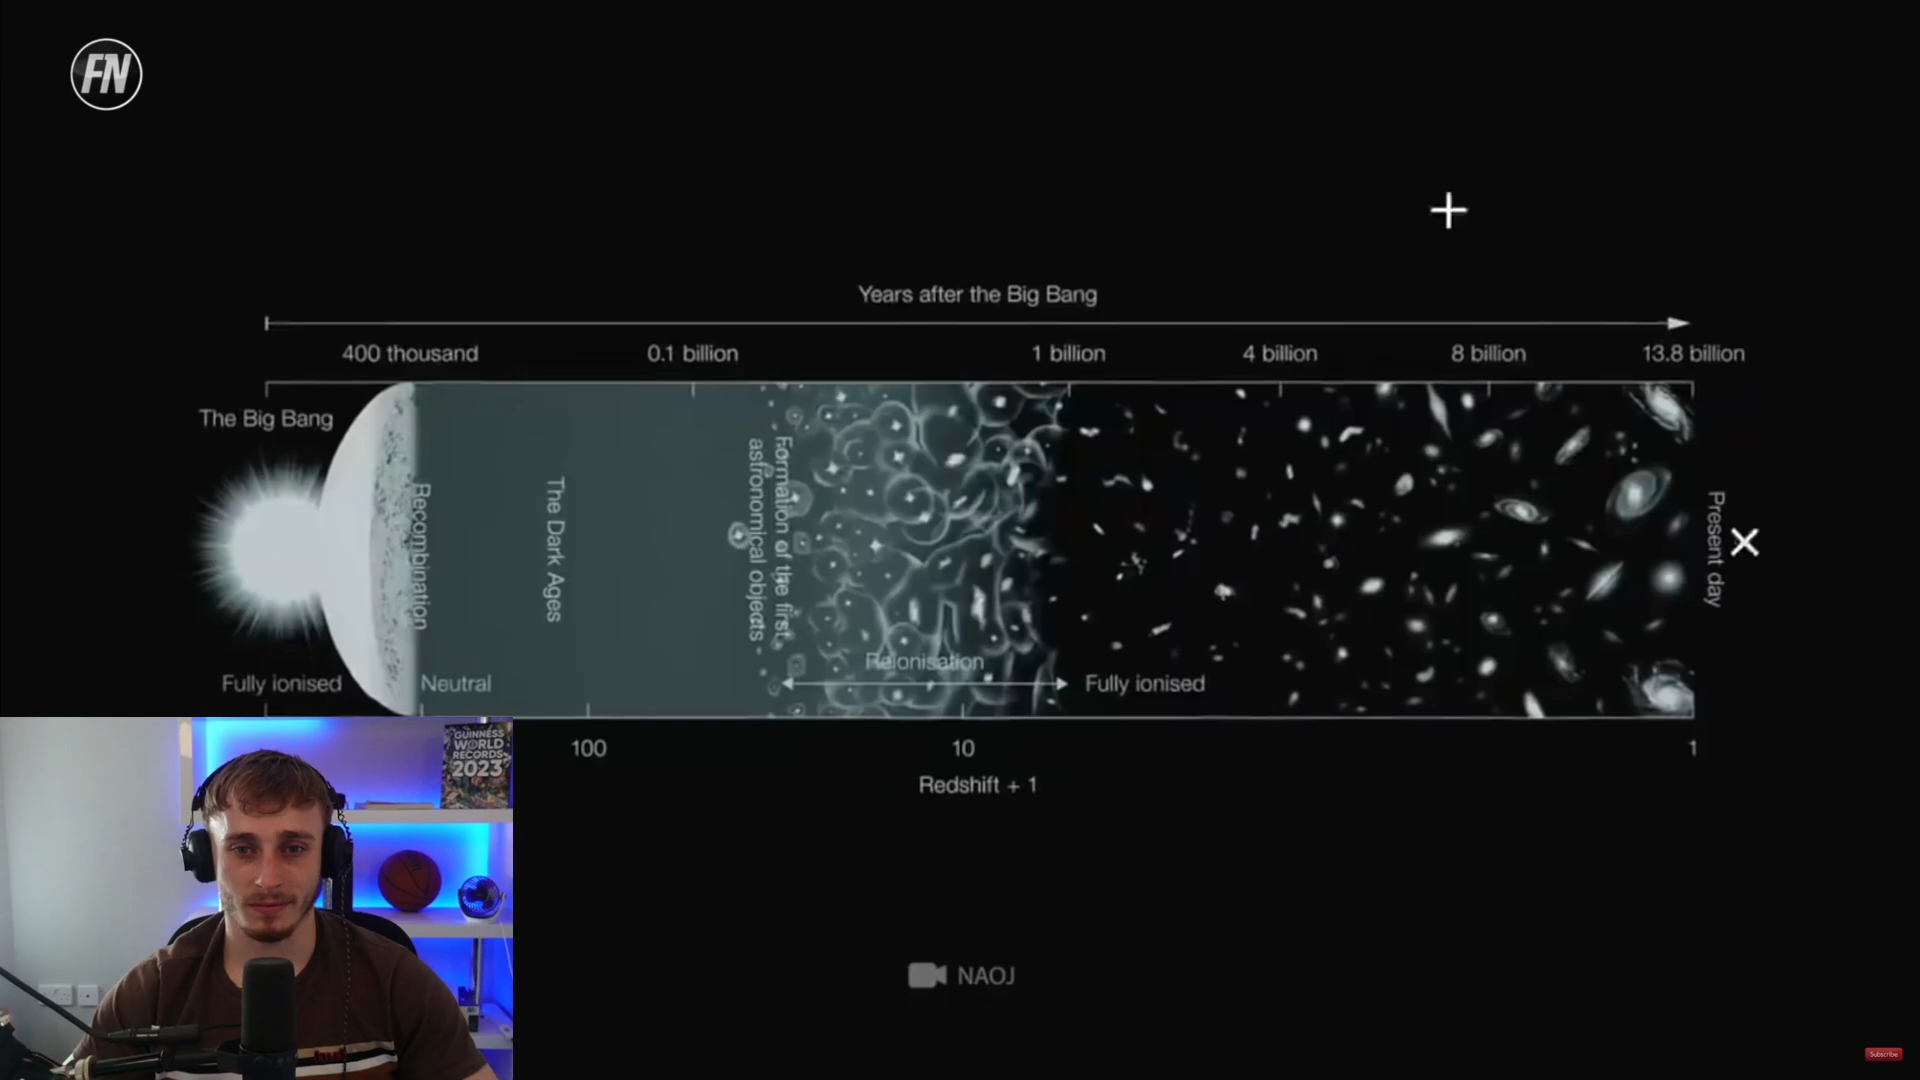 FN
Years after the Big Bang
400 thousand
0.1 billion
1 billion
4 billion
8 billion
13.8 billion
The Big Bang
Recombination
The Dark Ages
Formation of the first
astronomical objects
Present day
Reionisation
Fully ionised
Neutral
Fully ionised
100
10
1
Redshift + 1
GUINNESS
WORLD
RECORDS
2023
NAOJ
Subscribe